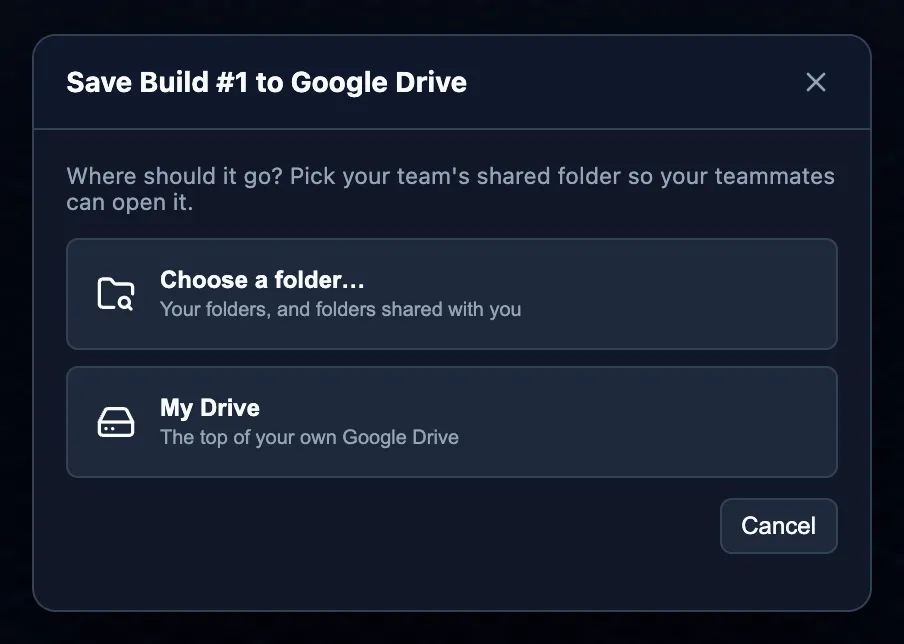 Save Build #1 to Google Drive
Where should it go? Pick your team's shared folder so your teammates
can open it.
Choose a folder...
Your folders, and folders shared with you
My Drive
The top of your own Google Drive
Cancel